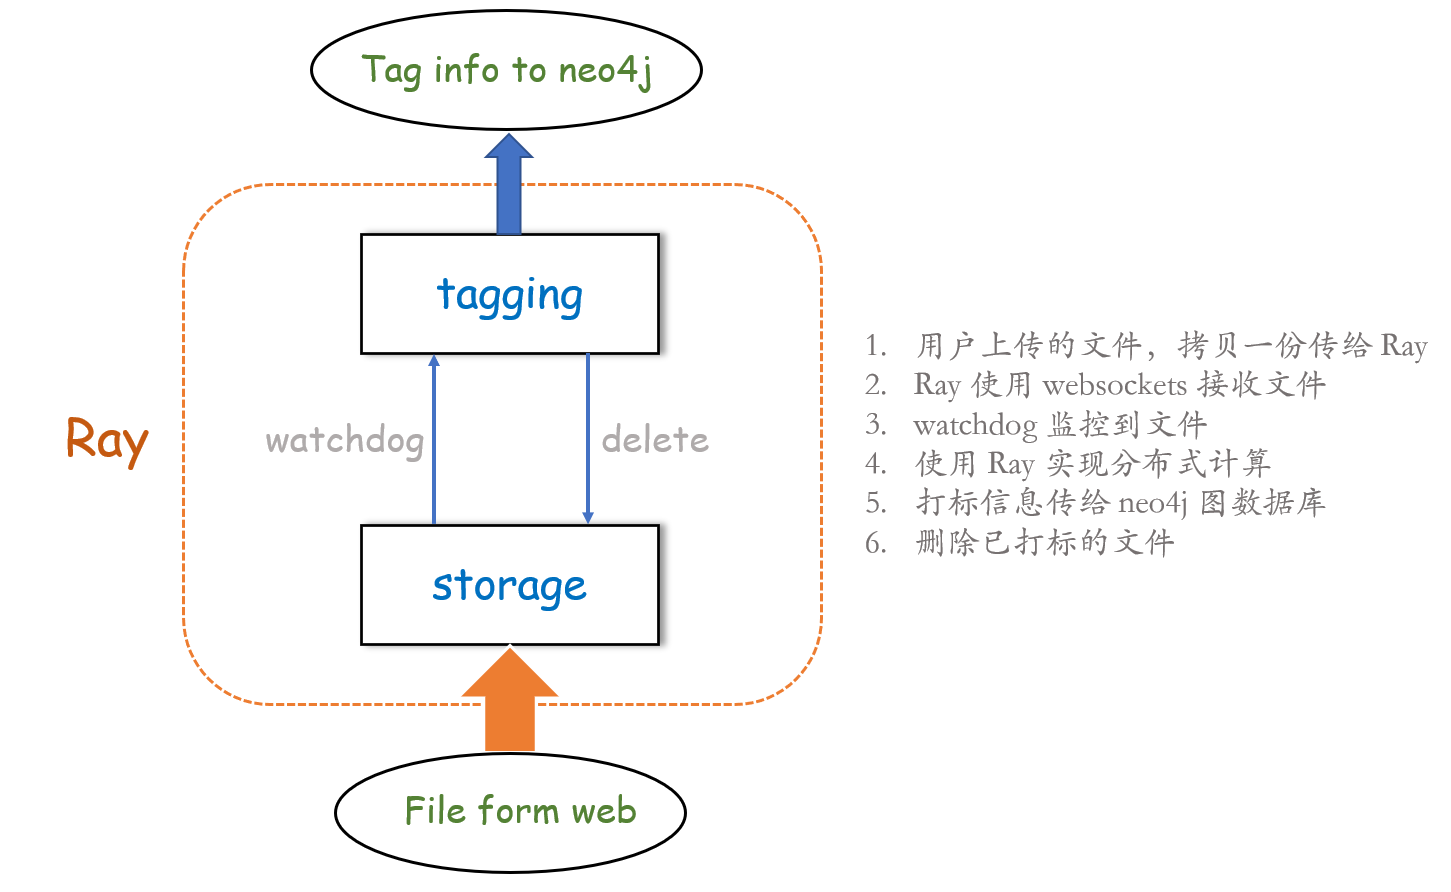 Tag info to neo4j
tagging
Ray
watchdog
delete
storage
File form web
1. 用户上传的文件，拷贝一份传给 Ray
2. Ray 使用 websockets 接收文件
3. watchdog 监控到文件
4. 使用 Ray 实现分布式计算
5. 打标信息传给 neo4j 图数据库
6. 删除已打标的文件